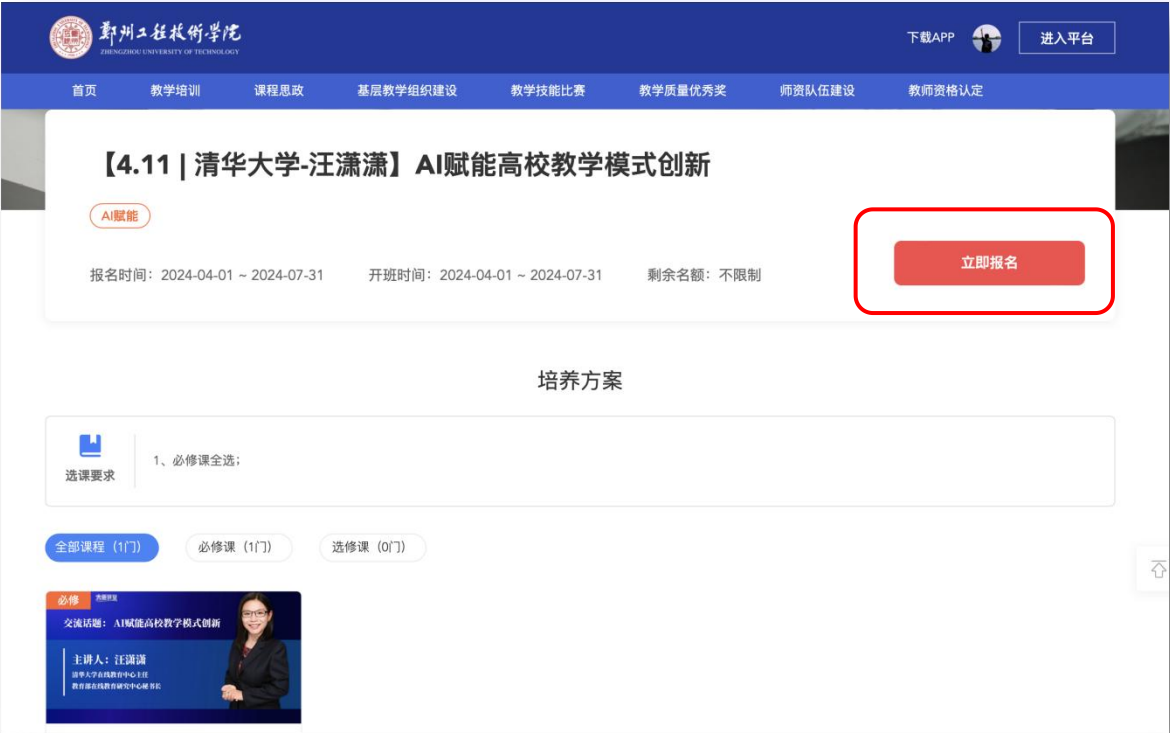 郑州工程技术学院
ZHENGZHOU UNIVERSITY OF TECHNOLOGY
下载APP
进入平台
首页 教学培训 课程思政 基层教学组织建设 教学技能比赛 教学质量优秀奖 师资队伍建设 教师资格认定
【4.11 | 清华大学-汪潇潇】AI赋能高校教学模式创新
AI赋能
报名时间：2024-04-01 ~ 2024-07-31 开班时间：2024-04-01 ~ 2024-07-31 剩余名额：不限制
立即报名
培养方案
选课要求
1、必修课全选；
全部课程（1门） 必修课（1门） 选修课（0门）
必修
交流话题：AI赋能高校教学模式创新
主讲人：汪潇潇
清华大学在线教育中心主任
教育部在线教育研究中心秘书长